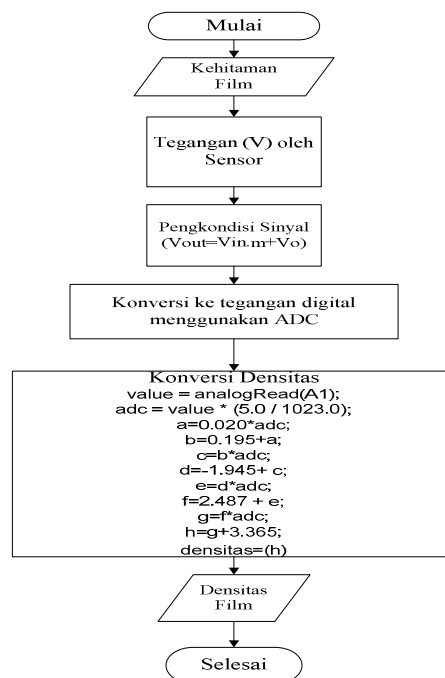 Mulai
Kehitaman
Film
Tegangan (V) oleh
Sensor
Pengkondisi Sinyal
(Vout=Vin.m+Vo)
Konversi ke tegangan digital
menggunakan ADC
Konversi Densitas
value = analogRead(A1);
adc = value * (5.0 / 1023.0);
a=0.020*adc;
b=0.195+a;
c=b*adc;
d=-1.945+ c;
e=d*adc;
f=2.487 + e;
g=f*adc;
h=g+3.365;
densitas=(h)
Densitas
Film
Selesai